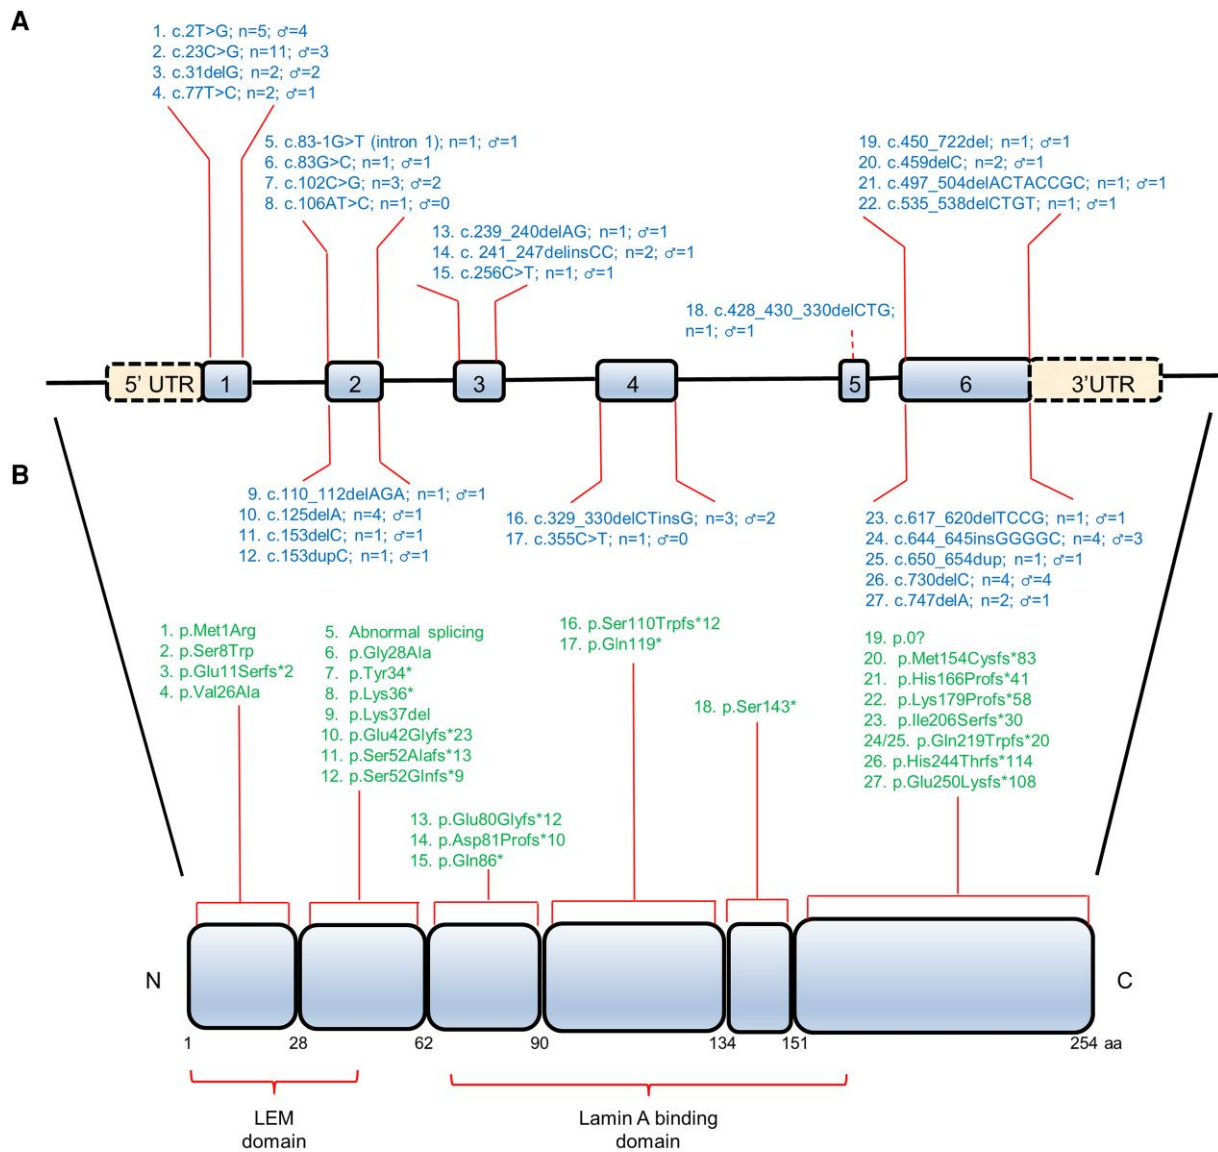 A
1. c.2T>G; n=5; ♂=4
2. c.23C>G; n=11; ♂=3
3. c.31delG; n=2; ♂=2
4. c.77T>C; n=2; ♂=1
5. c.83-1G>T (intron 1); n=1; ♂=1
6. c.83G>C; n=1; ♂=1
7. c.102C>G; n=3; ♂=2
8. c.106AT>C; n=1; ♂=0
13. c.239_240delAG; n=1; ♂=1
14. c. 241_247delinsCC; n=2; ♂=1
15. c.256C>T; n=1; ♂=1
18. c.428_430_330delCTG;
n=1; ♂=1
19. c.450_722del; n=1; ♂=1
20. c.459delC; n=2; ♂=1
21. c.497_504delACTACCGC; n=1; ♂=1
22. c.535_538delCTGT; n=1; ♂=1
5' UTR 1 2 3 4 5 6 3'UTR
B
9. c.110_112delAGA; n=1; ♂=1
10. c.125delA; n=4; ♂=1
11. c.153delC; n=1; ♂=1
12. c.153dupC; n=1; ♂=1
16. c.329_330delCTinsG; n=3; ♂=2
17. c.355C>T; n=1; ♂=0
23. c.617_620delTCCG; n=1; ♂=1
24. c.644_645insGGGGC; n=4; ♂=3
25. c.650_654dup; n=1; ♂=1
26. c.730delC; n=4; ♂=4
27. c.747delA; n=2; ♂=1
1. p.Met1Arg
2. p.Ser8Trp
3. p.Glu11Serfs*2
4. p.Val26Ala
5. Abnormal splicing
6. p.Gly28Ala
7. p.Tyr34*
8. p.Lys36*
9. p.Lys37del
10. p.Glu42Glyfs*23
11. p.Ser52Alafs*13
12. p.Ser52Glnfs*9
13. p.Glu80Glyfs*12
14. p.Asp81Profs*10
15. p.Gln86*
16. p.Ser110Trpfs*12
17. p.Gln119*
18. p.Ser143*
19. p.0?
20. p.Met154Cysfs*83
21. p.His166Profs*41
22. p.Lys179Profs*58
23. p.Ile206Serfs*30
24/25. p.Gln219Trpfs*20
26. p.His244Thrfs*114
27. p.Glu250Lysfs*108
N C
1 28 62 90 134 151 254 aa
LEM
domain
Lamin A binding
domain